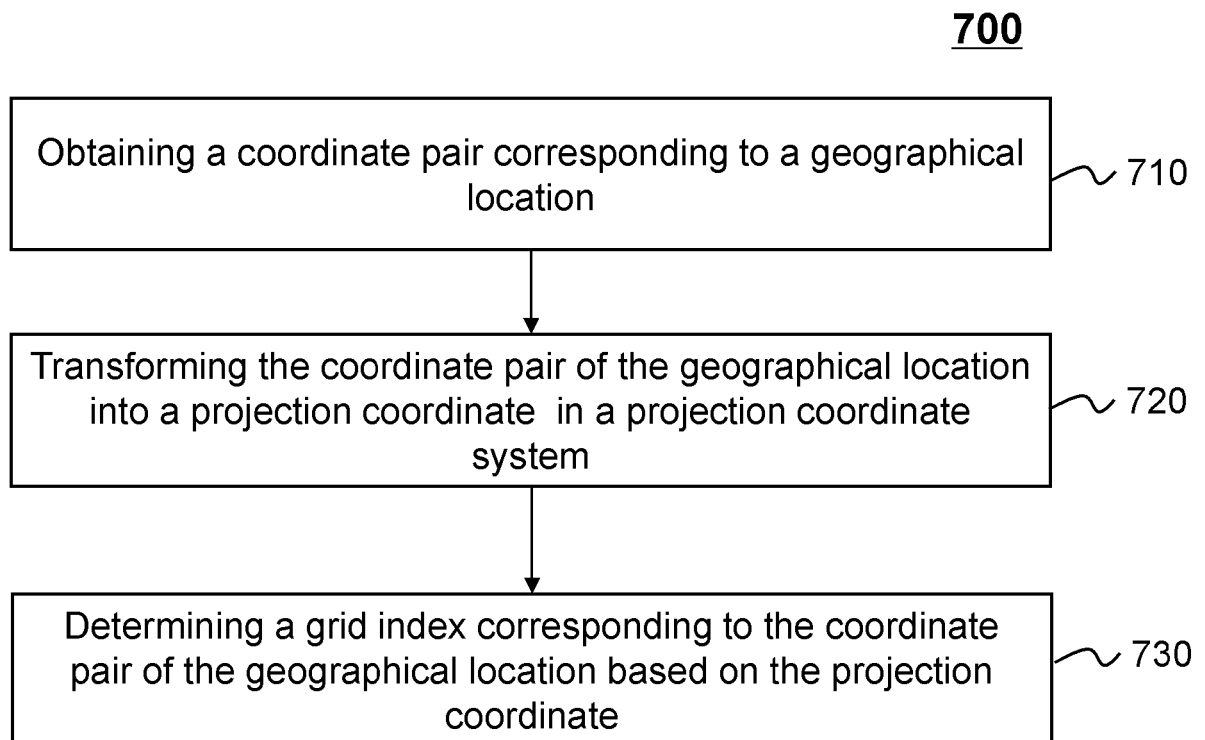 700
Obtaining a coordinate pair corresponding to a geographical
location
710
Transforming the coordinate pair of the geographical location
into a projection coordinate in a projection coordinate
system
720
Determining a grid index corresponding to the coordinate
pair of the geographical location based on the projection
coordinate
730